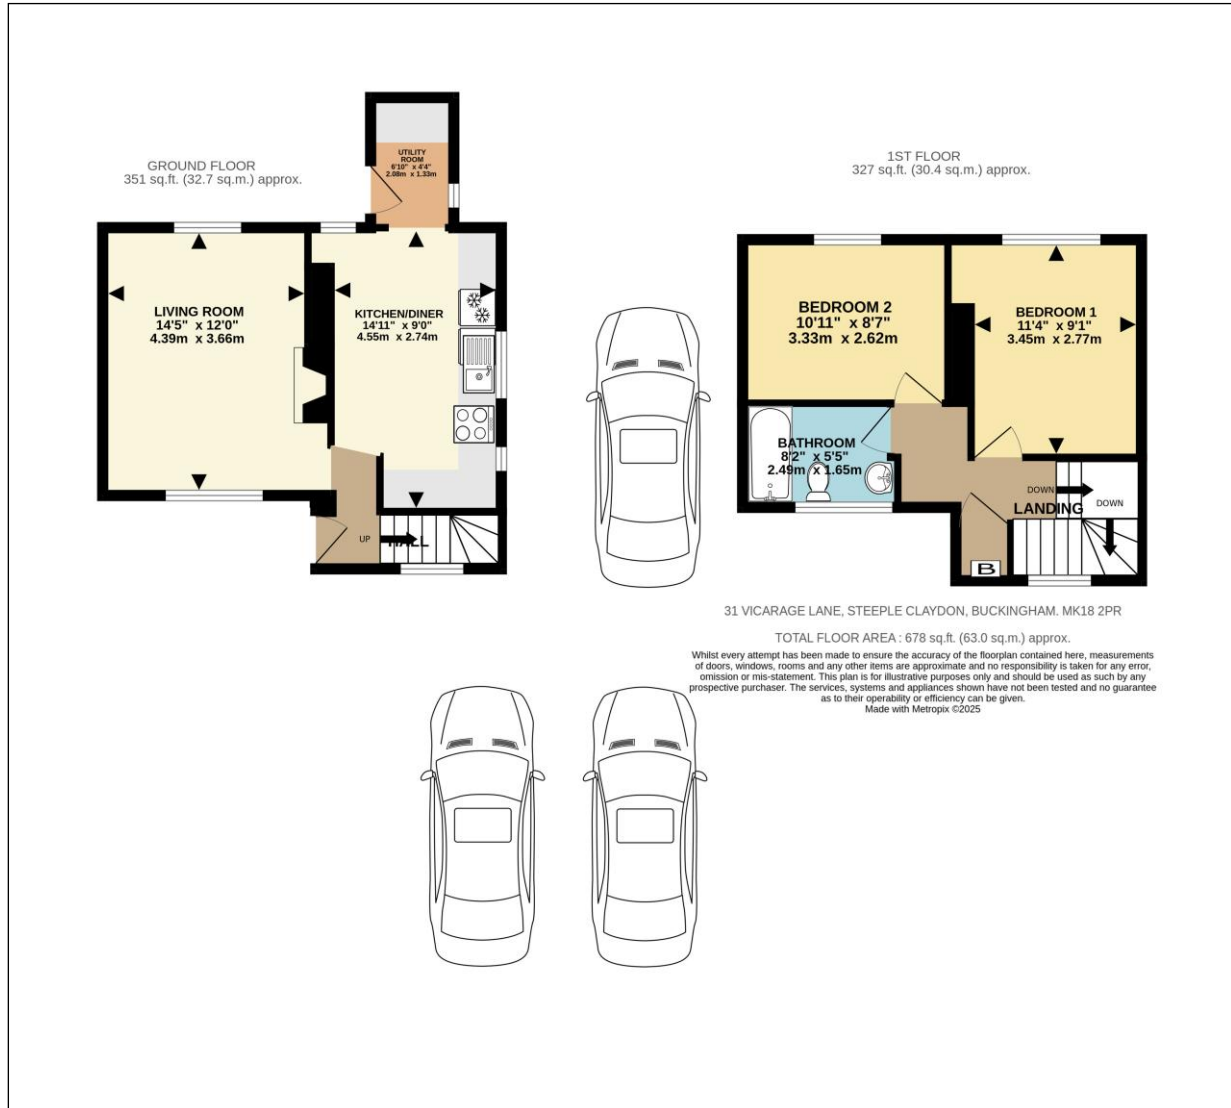 GROUND FLOOR
351 sq.ft. (32.7 sq.m.) approx.
UTILITY
ROOM
6'10" x 4'4"
2.08m x 1.33m
LIVING ROOM
14'5" x 12'0"
4.39m x 3.66m
KITCHEN/DINER
14'11" x 9'0"
4.55m x 2.74m
UP
HALL
1ST FLOOR
327 sq.ft. (30.4 sq.m.) approx.
BEDROOM 2
10'11" x 8'7"
3.33m x 2.62m
BEDROOM 1
11'4" x 9'1"
3.45m x 2.77m
BATHROOM
8'2" x 5'5"
2.49m x 1.65m
DOWN
DOWN
LANDING
B
31 VICARAGE LANE, STEEPLE CLAYDON, BUCKINGHAM. MK18 2PR
TOTAL FLOOR AREA : 678 sq.ft. (63.0 sq.m.) approx.
Whilst every attempt has been made to ensure the accuracy of the floorplan contained here, measurements
of doors, windows, rooms and any other items are approximate and no responsibility is taken for any error,
omission or mis-statement. This plan is for illustrative purposes only and should be used as such by any
prospective purchaser. The services, systems and appliances shown have not been tested and no guarantee
as to their operability or efficiency can be given.
Made with Metropix ©2025